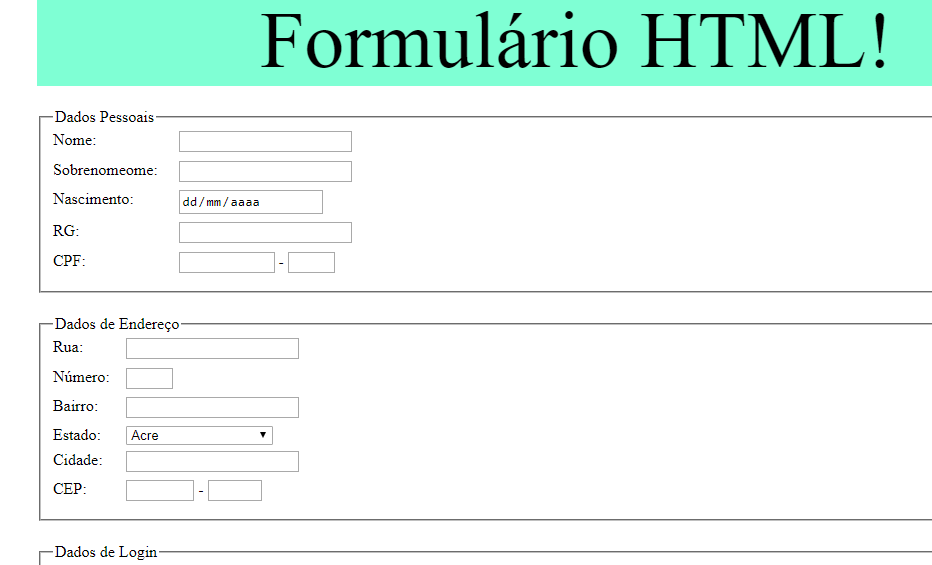 Formulário HTML!
Dados Pessoais
Nome:
Sobrenomeome:
Nascimento: dd/mm/aaaa
RG:
CPF: -
Dados de Endereço
Rua:
Número:
Bairro:
Estado: Acre
Cidade:
CEP: -
Dados de Login